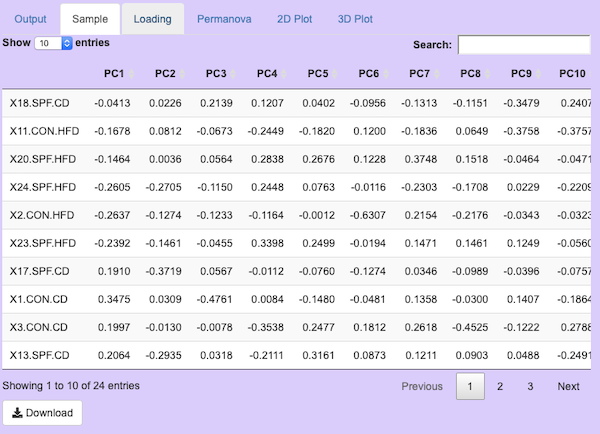 Output Sample Loading Permanova 2D Plot 3D Plot
Show 10 entries Search:
PC1 PC2 PC3 PC4 PC5 PC6 PC7 PC8 PC9 PC10
X18.SPF.CD -0.0413 0.0226 0.2139 0.1207 0.0402 -0.0956 -0.1313 -0.1151 -0.3479 0.2407
X11.CON.HFD -0.1678 0.0812 -0.0673 -0.2449 -0.1820 0.1200 -0.1836 0.0649 -0.3758 -0.3757
X20.SPF.HFD -0.1464 0.0036 0.0564 0.2838 0.2676 0.1228 0.3748 0.1518 -0.0464 -0.0471
X24.SPF.HFD -0.2605 -0.2705 -0.1150 0.2448 0.0763 -0.0116 -0.2303 -0.1708 0.0229 -0.2209
X2.CON.HFD -0.2637 -0.1274 -0.1233 -0.1164 -0.0012 -0.6307 0.2154 -0.2176 -0.0343 -0.0323
X23.SPF.HFD -0.2392 -0.1461 -0.0455 0.3398 0.2499 -0.0194 0.1471 0.1461 0.1249 -0.0560
X17.SPF.CD 0.1910 -0.3719 0.0567 -0.0112 -0.0760 -0.1274 0.0346 -0.0989 -0.0396 -0.0757
X1.CON.CD 0.3475 0.0309 -0.4761 0.0084 -0.1480 -0.0481 0.1358 -0.0300 0.1407 -0.1864
X3.CON.CD 0.1997 -0.0130 -0.0078 -0.3538 0.2477 0.1812 0.2618 -0.4525 -0.1222 0.2788
X13.SPF.CD 0.2064 -0.2935 0.0318 -0.2111 0.3161 0.0873 0.1211 0.0903 0.0488 -0.2491
Showing 1 to 10 of 24 entries Previous 1 2 3 Next
Download